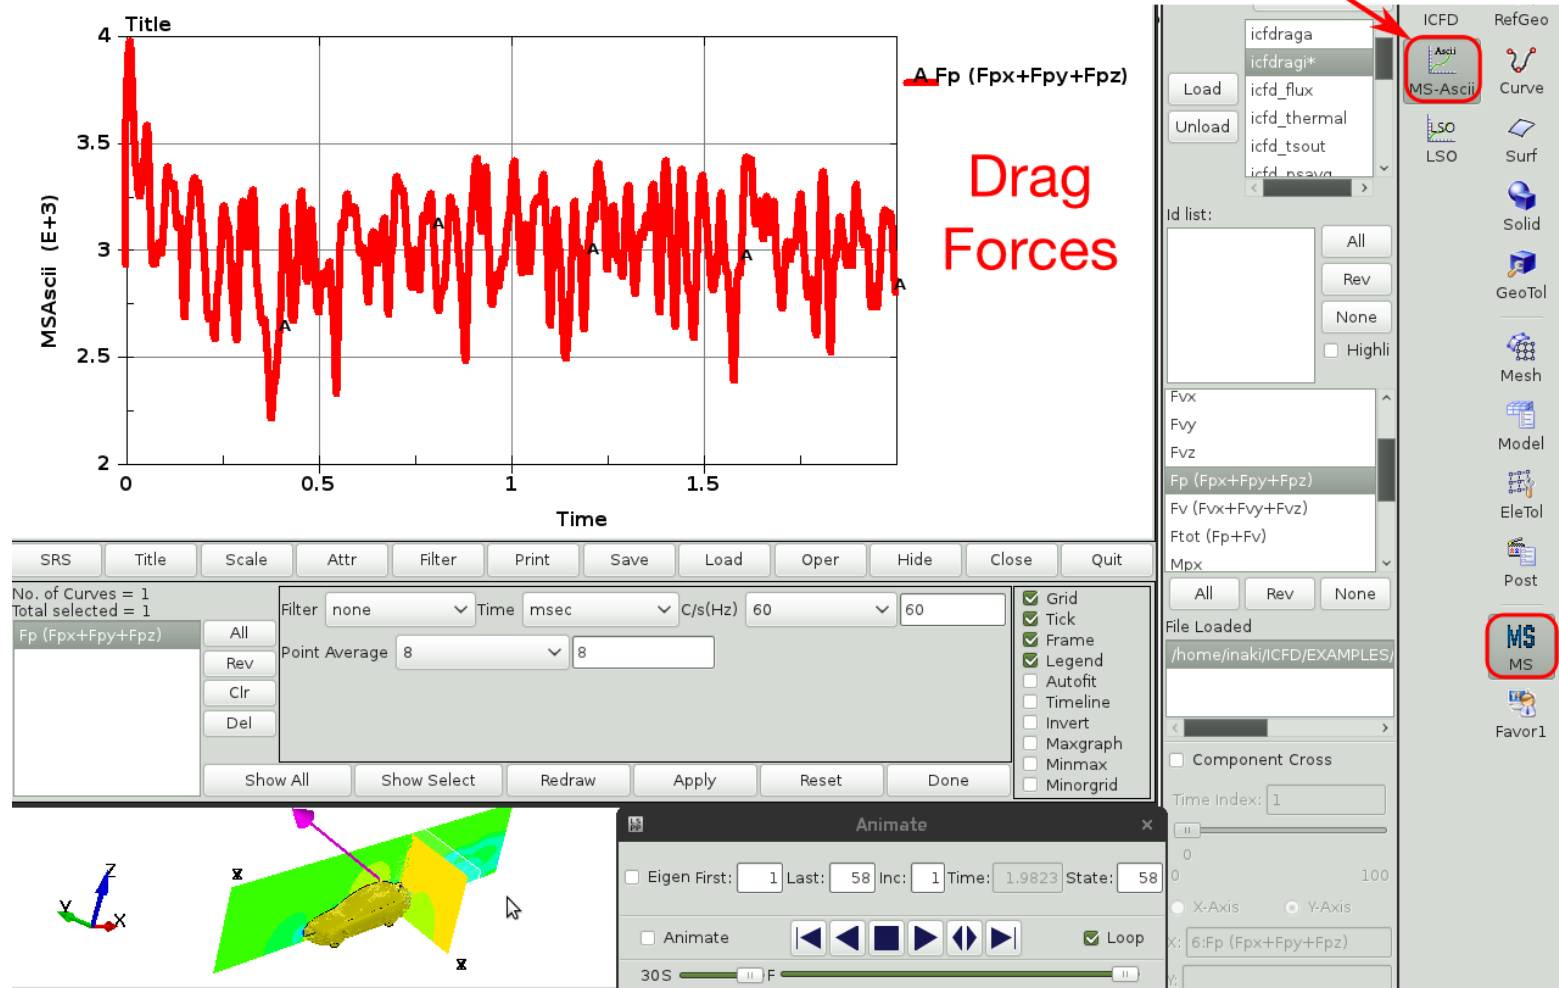 Title
4
3.5
3
2.5
2
MSAscii (E+3)
0 0.5 1 1.5
Time
A Fp (Fpx+Fpy+Fpz)
A
A
A
A
A
Drag
Forces
SRS Title Scale Attr Filter Print Save Load Oper Hide Close Quit
No. of Curves = 1
Total selected = 1
Fp (Fpx+Fpy+Fpz)
All
Rev
Clr
Del
Filter none Time msec C/s(Hz) 60 60
Point Average 8 8
Show All Show Select Redraw Apply Reset Done
Grid
Tick
Frame
Legend
Autofit
Timeline
Invert
Maxgraph
Minmax
Minorgrid
Z
Y
X
X
X
LS
PP
Animate
Eigen First: 1 Last: 58 Inc: 1 Time: 1.9823 State: 58
Animate Loop
30 S F
Load
Unload
icfdraga
icfdragi*
icfd_flux
icfd_thermal
icfd_tsout
icfd_psavg
Id list:
All
Rev
None
Highli
Fvx
Fvy
Fvz
Fp (Fpx+Fpy+Fpz)
Fv (Fvx+Fvy+Fvz)
Ftot (Fp+Fv)
Mpx
All Rev None
File Loaded
/home/inaki/ICFD/EXAMPLES/
Component Cross
Time Index: 1
0
0 100
X-Axis Y-Axis
X: 6:Fp (Fpx+Fpy+Fpz)
Y:
ICFD
Ascii
MS-Ascii
LSO
LSO
RefGeo
Curve
Surf
Solid
GeoTol
Mesh
Model
EleTol
Post
MS
MS
Favor1